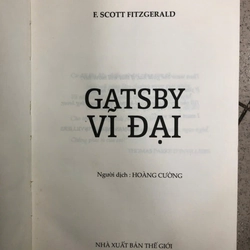 F. SCOTT FITZGERALD
GATSBY
VĨ ĐẠI
Người dịch : HOÀNG CƯỜNG
NHÀ XUẤT BẢN THẾ GIỚI